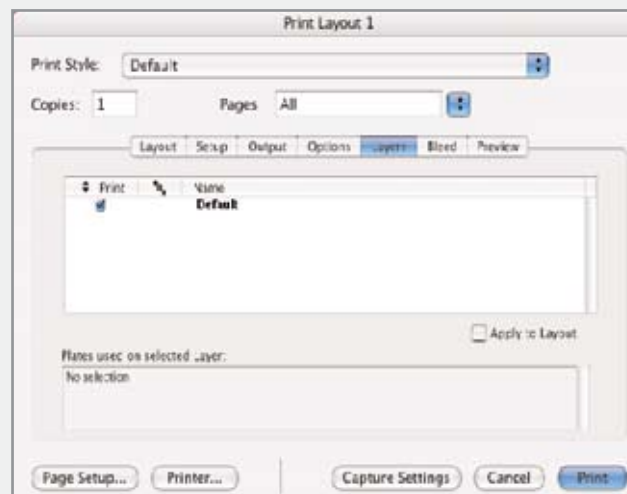 Print Layout 1
Print Style: Default
Copies: 1 Pages All
Layout Setup Output Options Layers Bleed Preview
Print Name
Default
Apply to Layout
Plates used on selected Layer:
No selection
Page Setup... Printer... Capture Settings Cancel Print